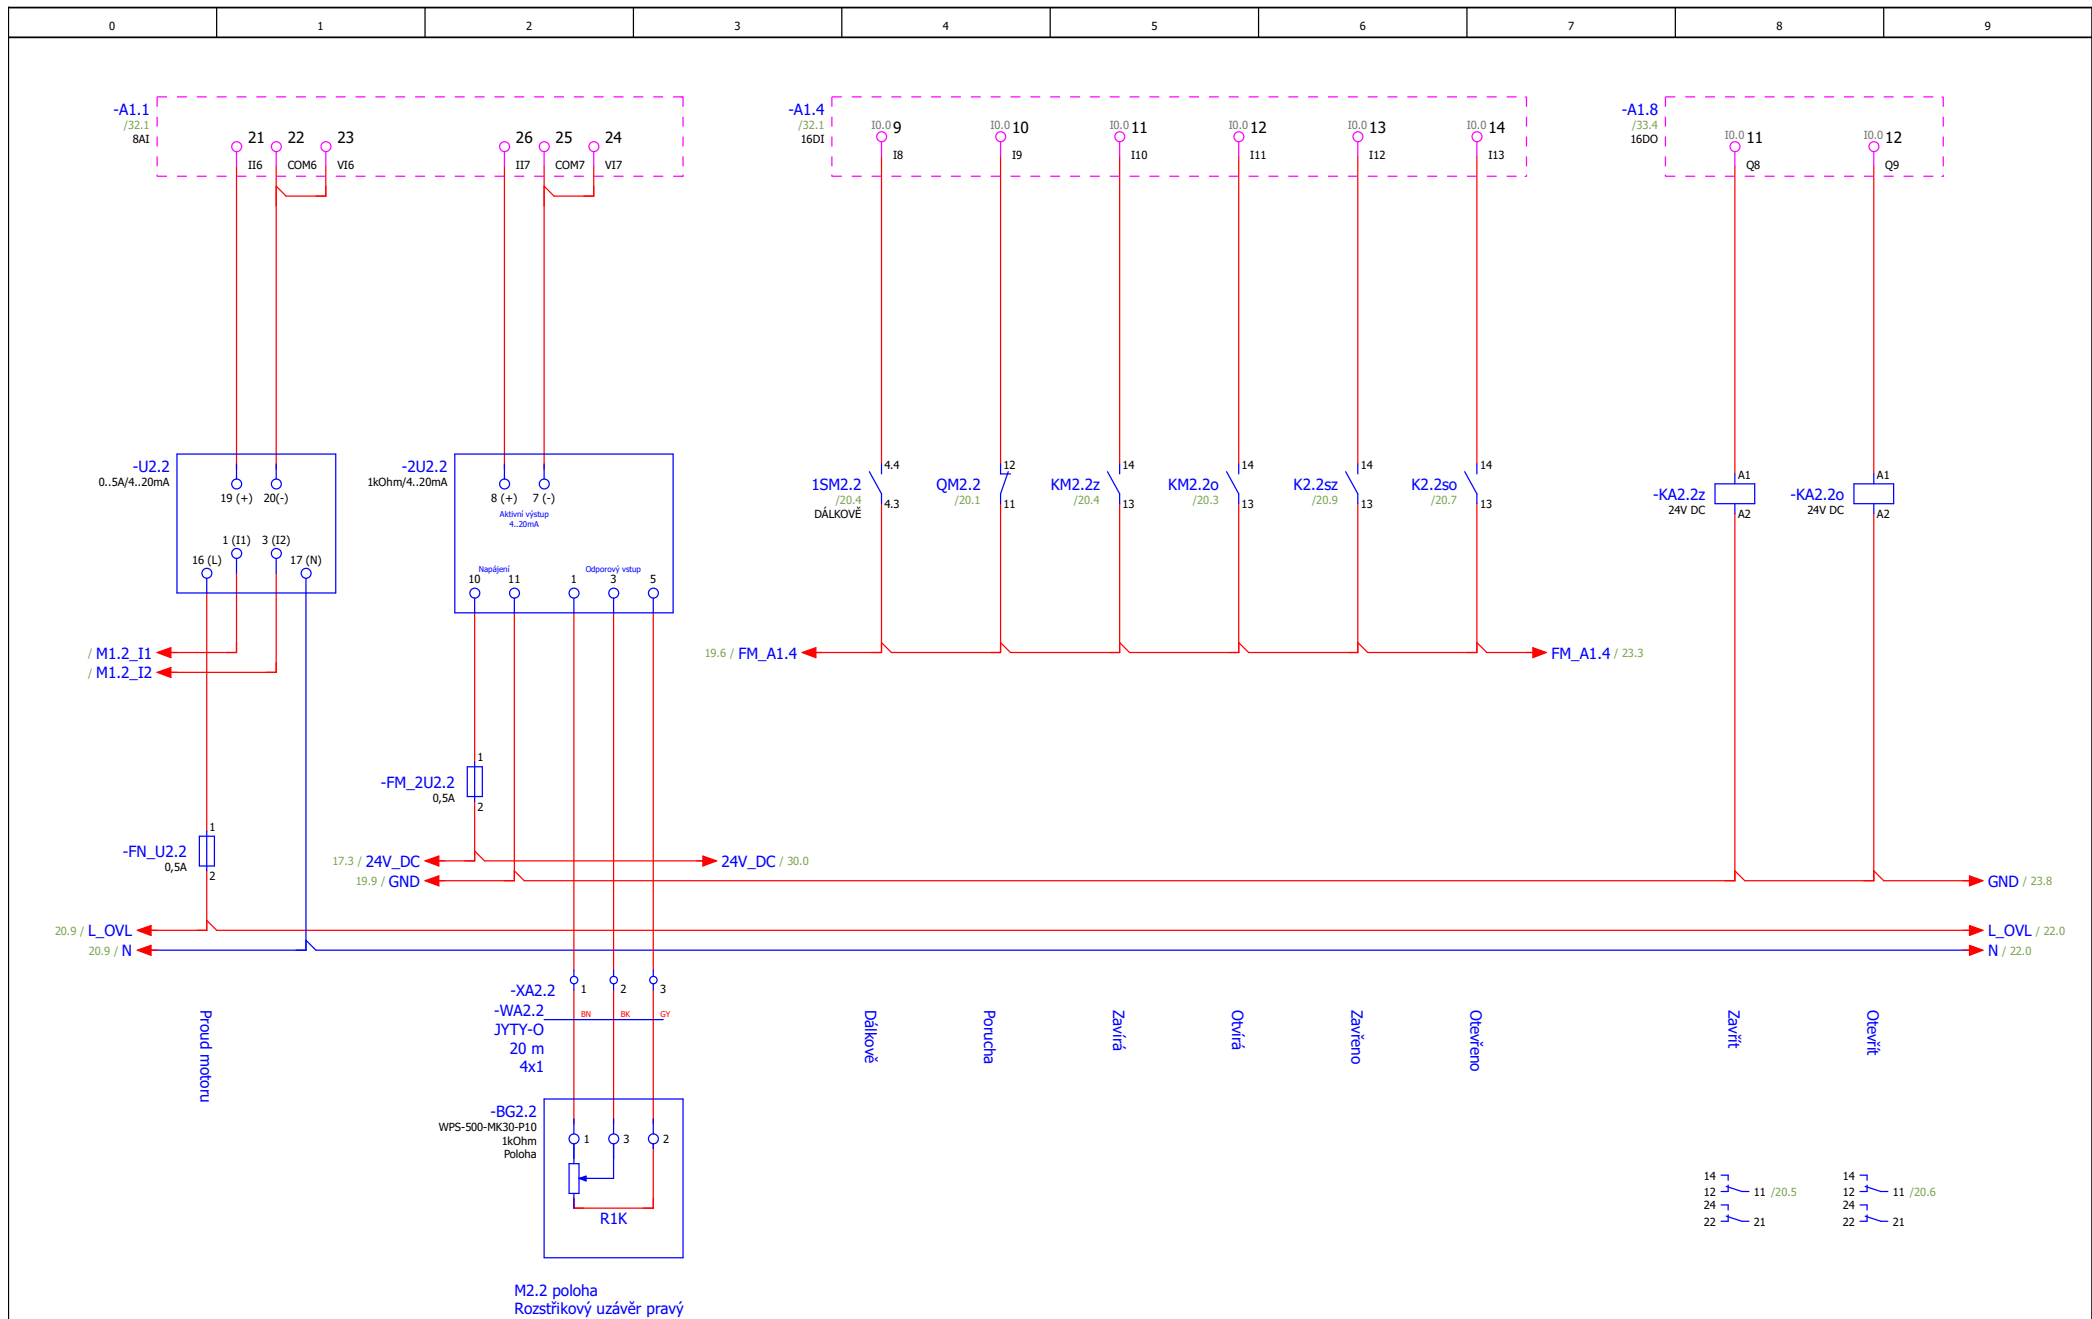 0 1 2 3 4 5 6 7 8 9
-A1.1
/32.1
8AI
21 22 23
II6 COM6 VI6
26 25 24
II7 COM7 VI7
-A1.4
/32.1
16DI
I0.0 9 I0.0 10 I0.0 11 I0.0 12 I0.0 13 I0.0 14
I8 I9 I10 I11 I12 I13
-A1.8
/33.4
16DO
I0.0 11 I0.0 12
Q8 Q9
-U2.2
0..5A/4..20mA
19 (+) 20(-)
1 (I1) 3 (I2)
16 (L) 17 (N)
-2U2.2
1kOhm/4..20mA
8 (+) 7 (-)
Aktivní výstup
4..20mA
Napájení Odporový vstup
10 11 1 3 5
1SM2.2
/20.4
DÁLKOVĚ
4.4
4.3
QM2.2
/20.1
12
11
KM2.2z
/20.4
14
13
KM2.2o
/20.3
14
13
K2.2sz
/20.9
14
13
K2.2so
/20.7
14
13
-KA2.2z
24V DC
A1
A2
-KA2.2o
24V DC
A1
A2
/ M1.2_I1
/ M1.2_I2
19.6 / FM_A1.4
FM_A1.4 / 23.3
-FM_2U2.2
0,5A
1
2
-FN_U2.2
0,5A
1
2
17.3 / 24V_DC
24V_DC / 30.0
19.9 / GND
GND / 23.8
20.9 / L_OVL
L_OVL / 22.0
20.9 / N
N / 22.0
-XA2.2
1 2 3
-WA2.2
BN BK GY
JYTY-O
20 m
4x1
Proud motoru
Dálkově
Porucha
Zavírá
Otvírá
Zavřeno
Otevřeno
Zavřít
Otevřít
-BG2.2
WPS-500-MK30-P10
1kOhm
Poloha
1 3 2
R1K
14
12 11 /20.5
24
22 21
14
12 11 /20.6
24
22 21
M2.2 poloha
Rozstřikový uzávěr pravý